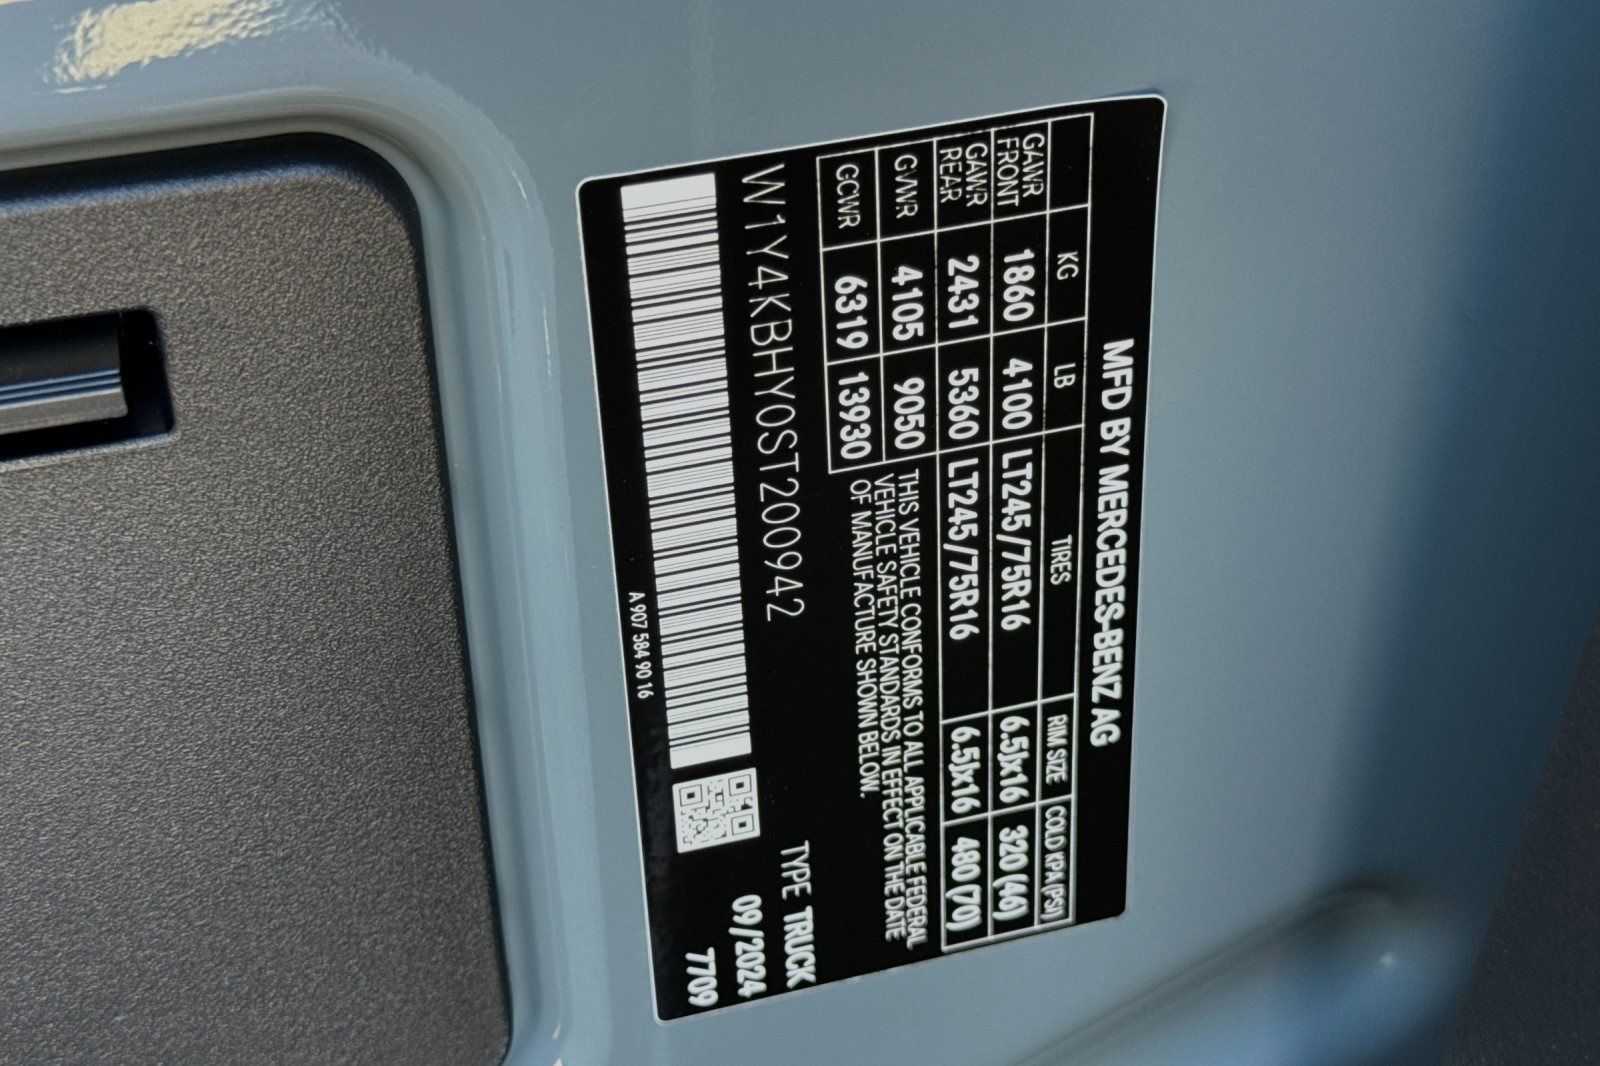 MFD BY MERCEDES-BENZ AG
KG LB TIRES RIM SIZE COLD KPA (PSI)
GAWR FRONT 1860 4100 LT245/75R16 6.5Jx16 320 (46)
GAWR REAR 2431 5360 LT245/75R16 6.5Jx16 480 (70)
GVWR 4105 9050
GCWR 6319 13930
THIS VEHICLE CONFORMS TO ALL APPLICABLE FEDERAL
VEHICLE SAFETY STANDARDS IN EFFECT ON THE DATE
OF MANUFACTURE SHOWN BELOW.
W1Y4KBHY0ST200942
TYPE TRUCK
09/2024
7709
A 907 584 90 16